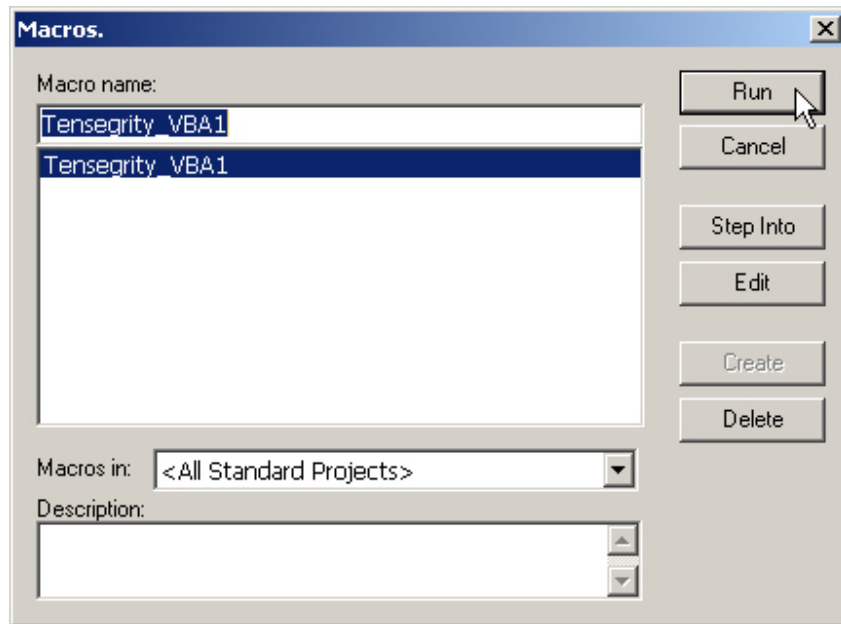 Macros.
Macro name:
Tensegrity_VBA1
Tensegrity_VBA1
Run
Cancel
Step Into
Edit
Create
Delete
Macros in: <All Standard Projects>
Description: